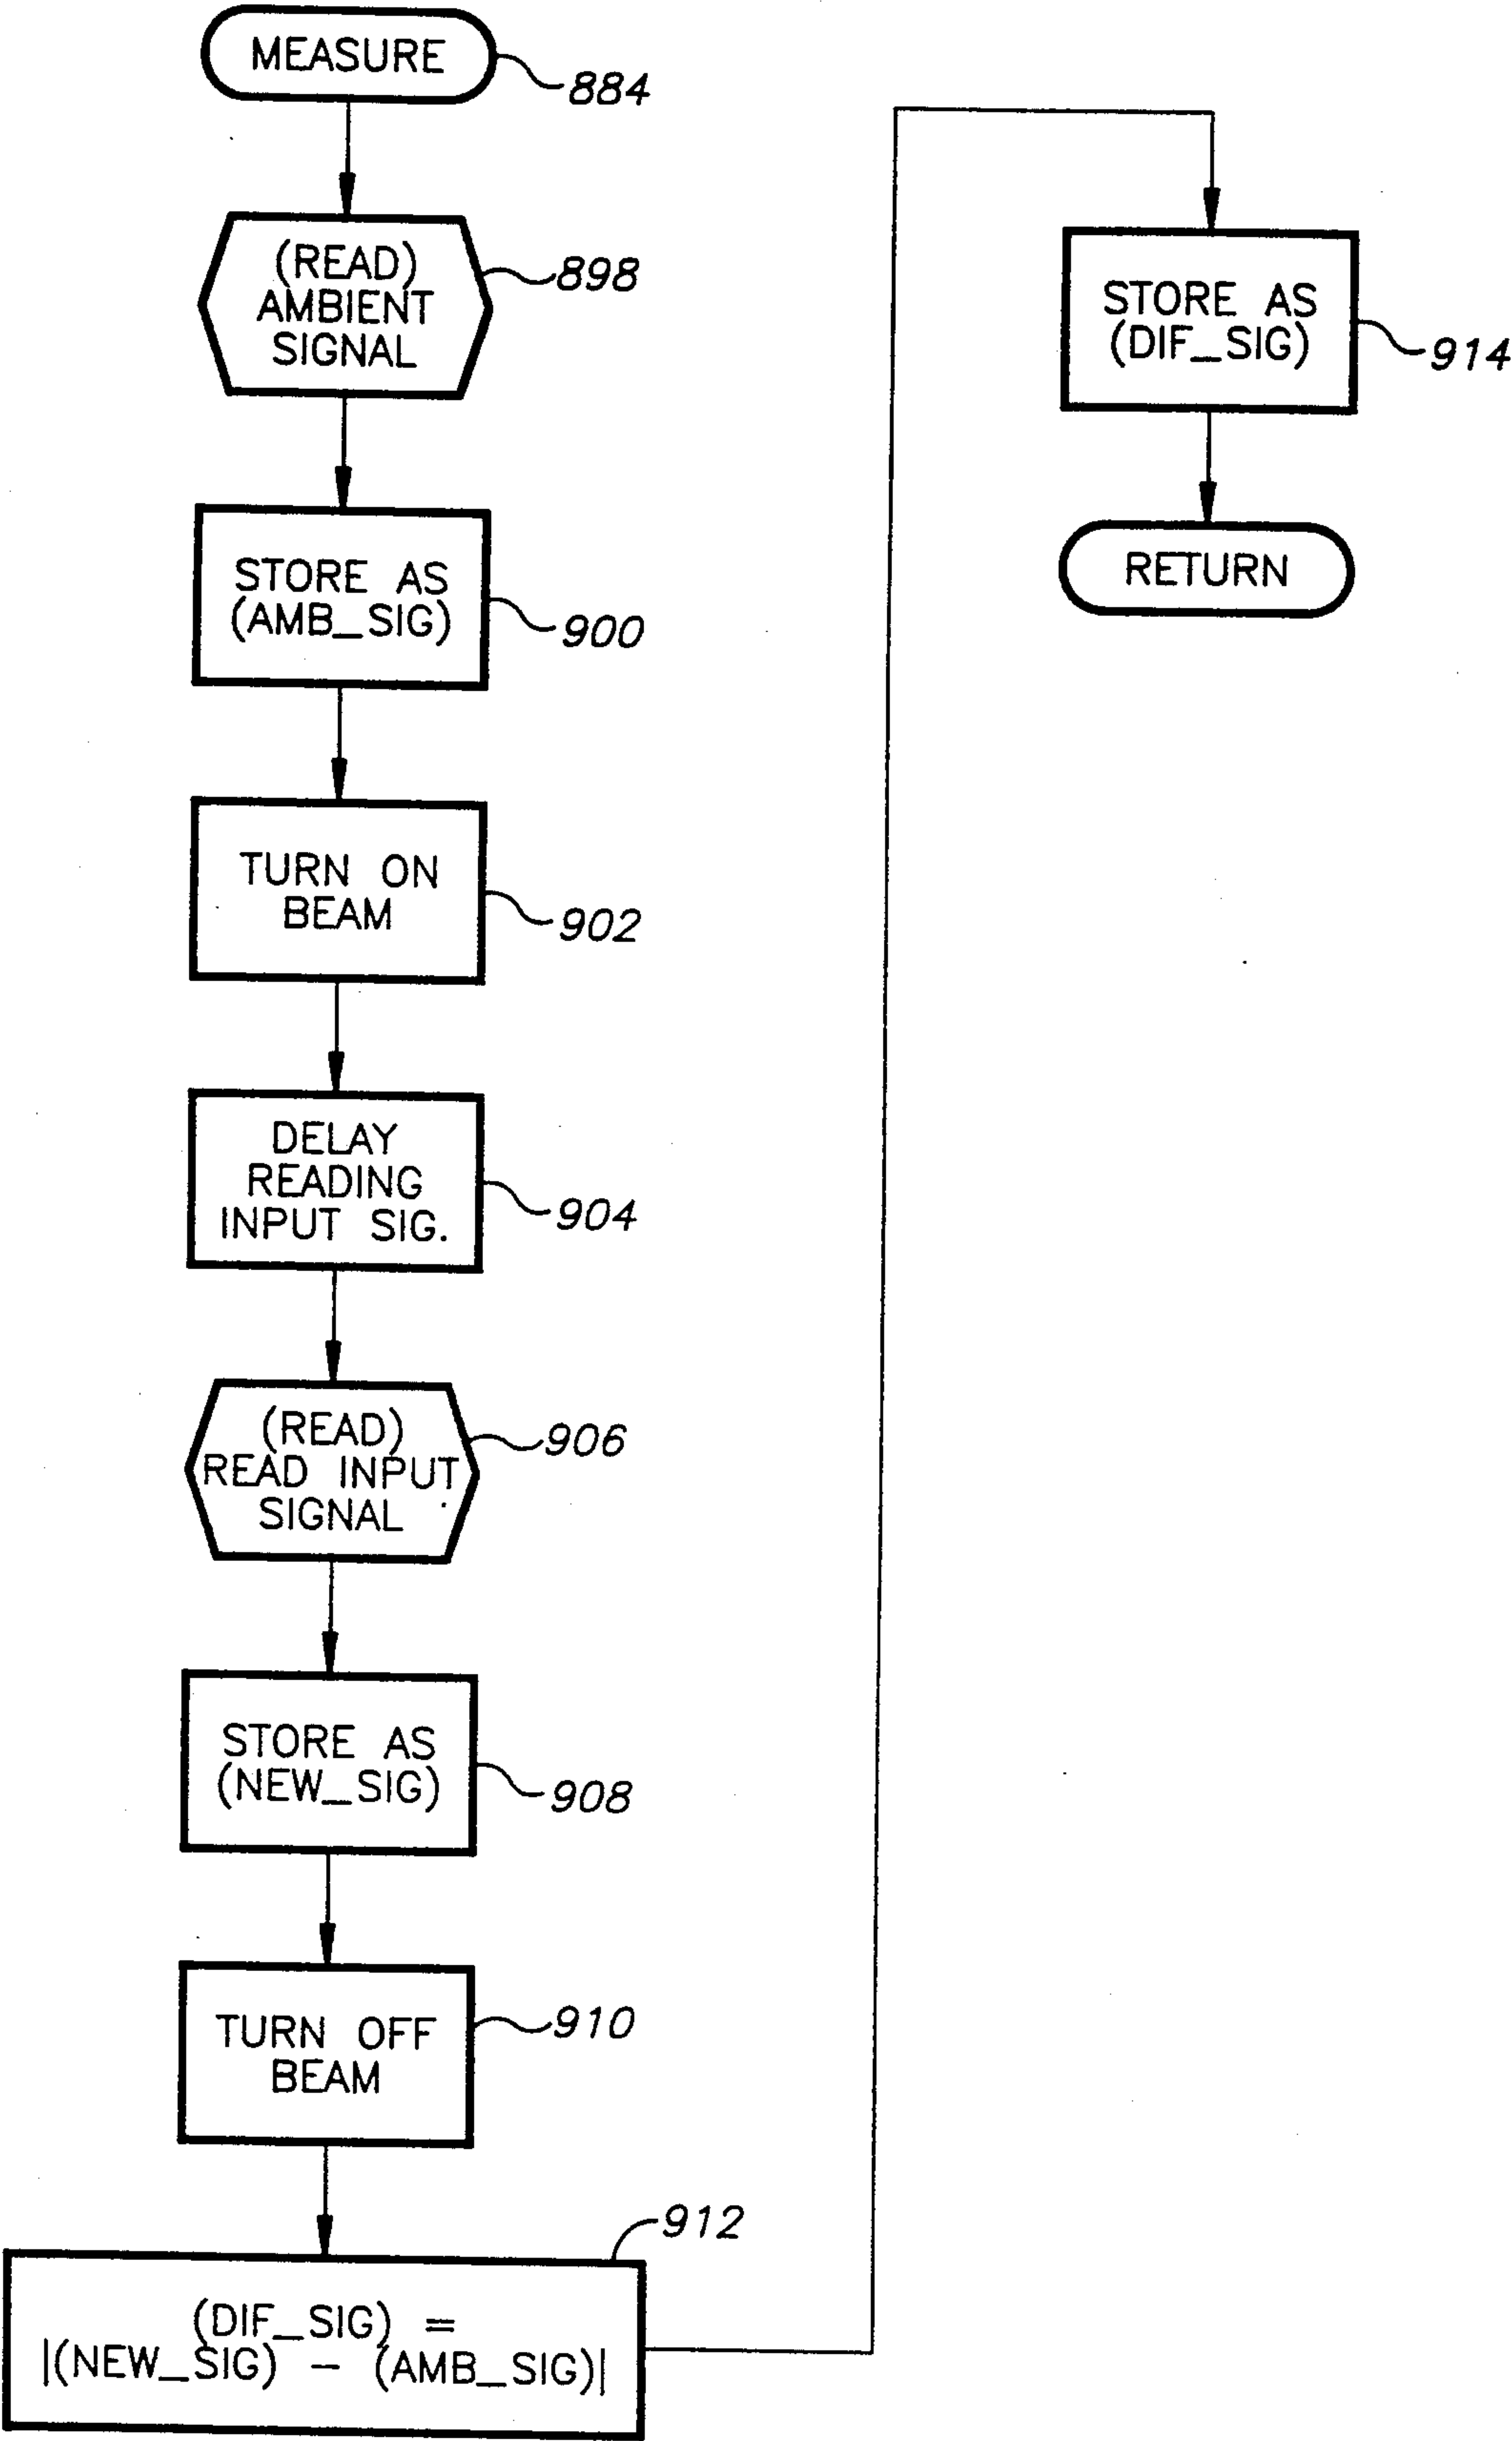 MEASURE
884
(READ)
AMBIENT
SIGNAL
898
STORE AS
(AMB_SIG)
900
TURN ON
BEAM
902
DELAY
READING
INPUT SIG.
904
(READ)
READ INPUT
SIGNAL
906
STORE AS
(NEW_SIG)
908
TURN OFF
BEAM
910
912
(DIF_SIG) =
|(NEW_SIG) - (AMB_SIG)|
STORE AS
(DIF_SIG)
914
RETURN